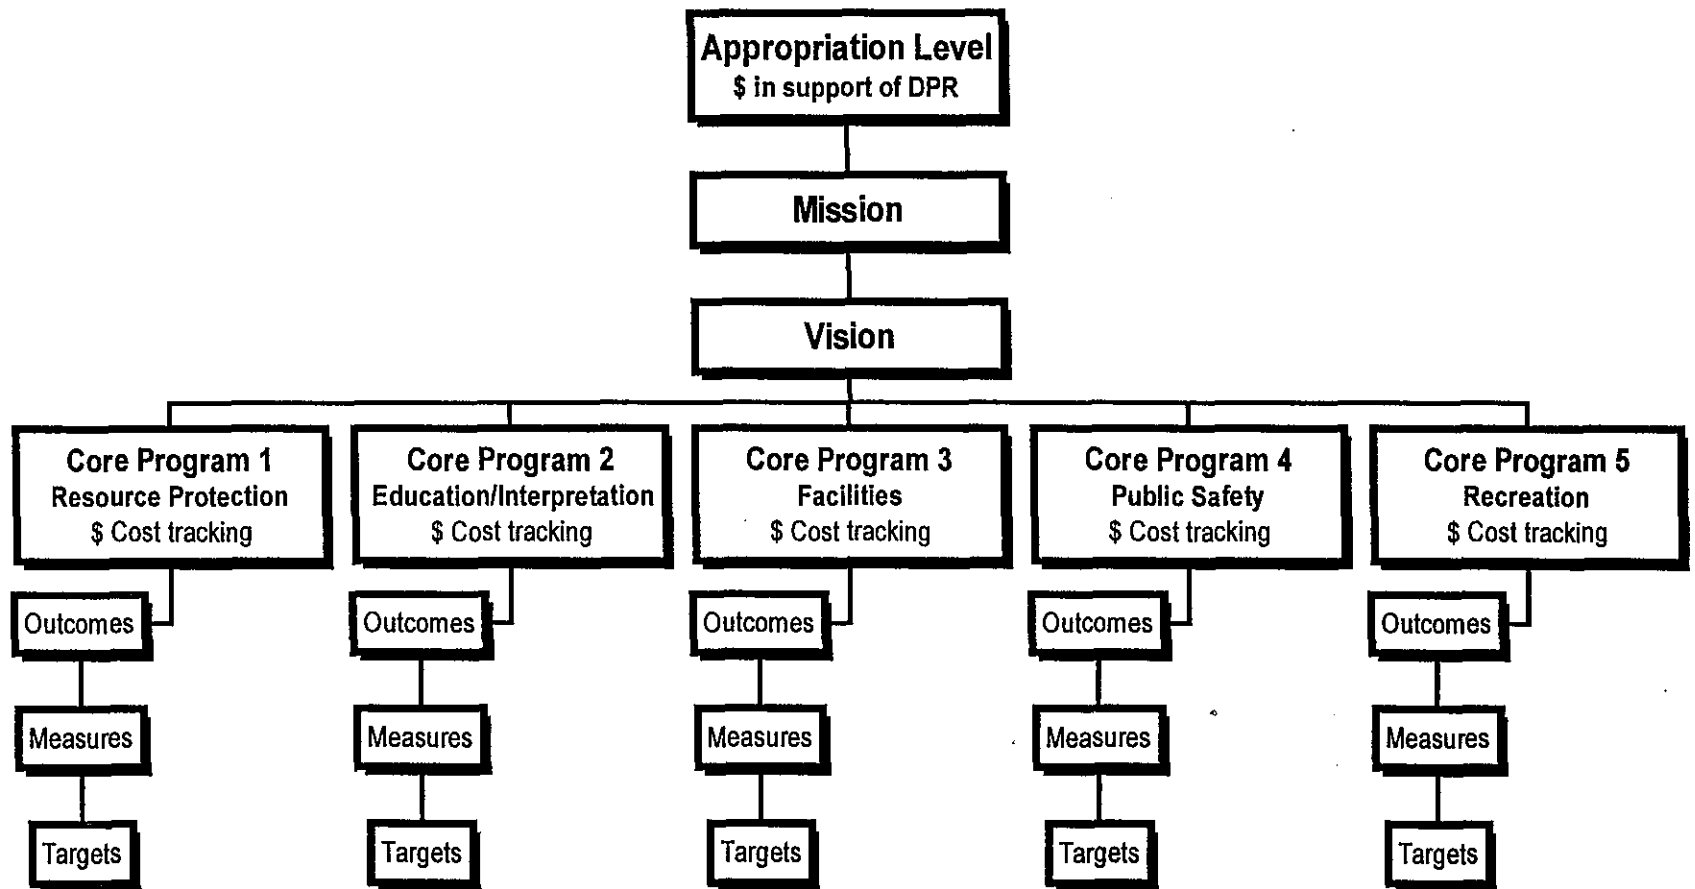 Appropriation Level
$ in support of DPR
Mission
Vision
Core Program 1
Resource Protection
$ Cost tracking
Core Program 2
Education/Interpretation
$ Cost tracking
Core Program 3
Facilities
$ Cost tracking
Core Program 4
Public Safety
$ Cost tracking
Core Program 5
Recreation
$ Cost tracking
Outcomes
Outcomes
Outcomes
Outcomes
Outcomes
Measures
Measures
Measures
Measures
Measures
Targets
Targets
Targets
Targets
Targets